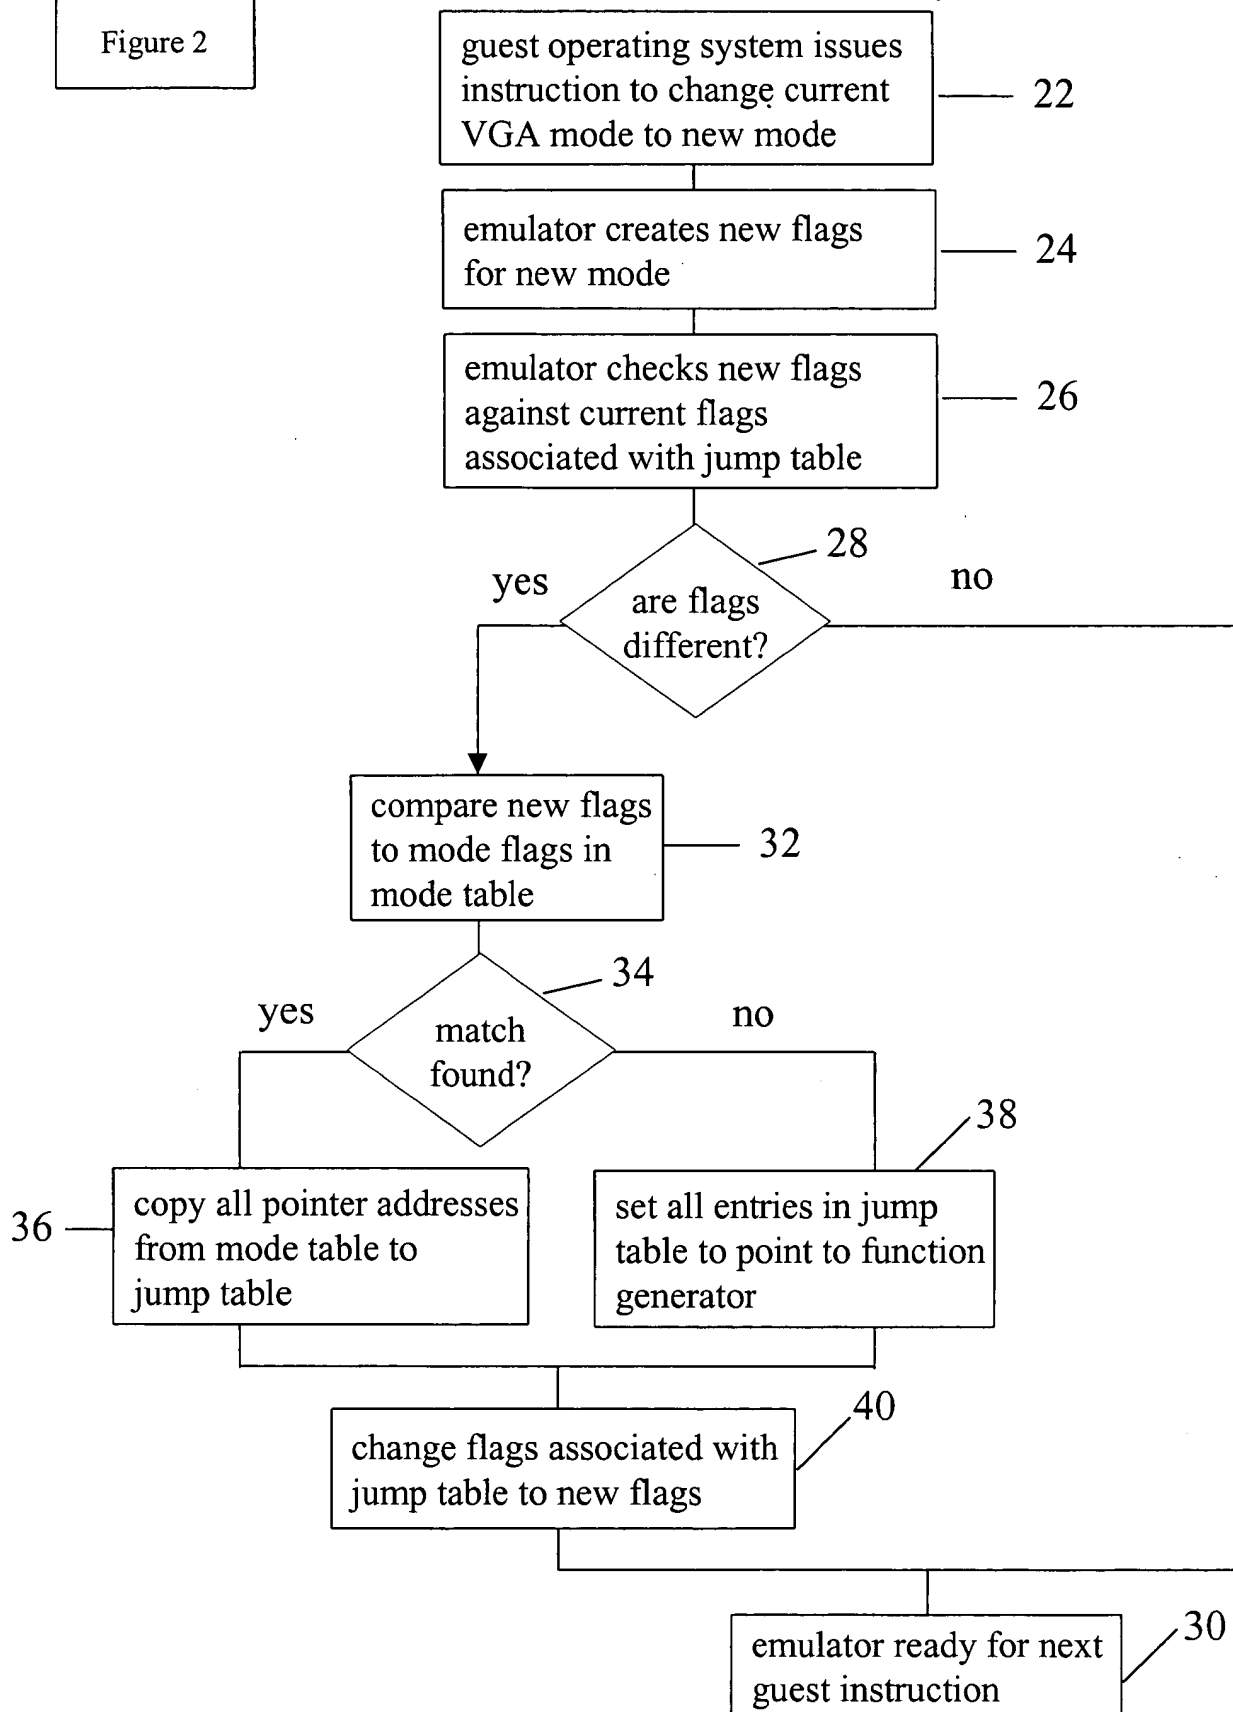 Figure 2
guest operating system issues
instruction to change current
VGA mode to new mode
22
emulator creates new flags
for new mode
24
emulator checks new flags
against current flags
associated with jump table
26
28
yes
no
are flags
different?
compare new flags
to mode flags in
mode table
32
34
yes
no
match
found?
38
36
copy all pointer addresses
from mode table to
jump table
set all entries in jump
table to point to function
generator
40
change flags associated with
jump table to new flags
30
emulator ready for next
guest instruction